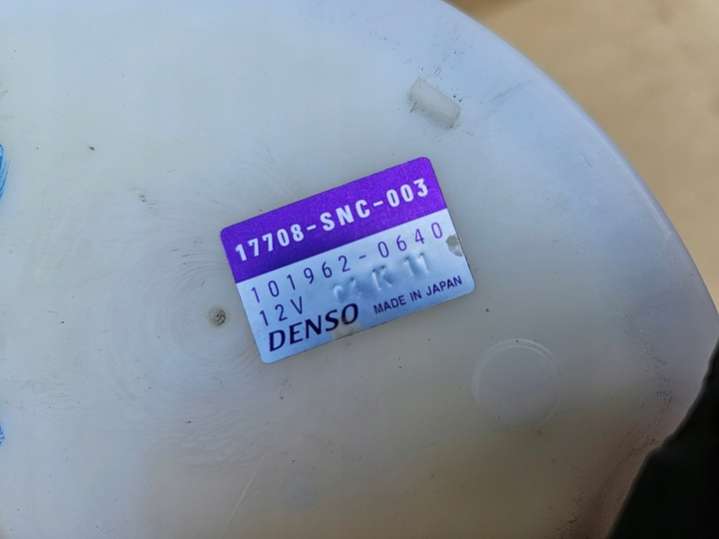 17708-SNC-003
101962-0640
12V
DENSO MADE IN JAPAN